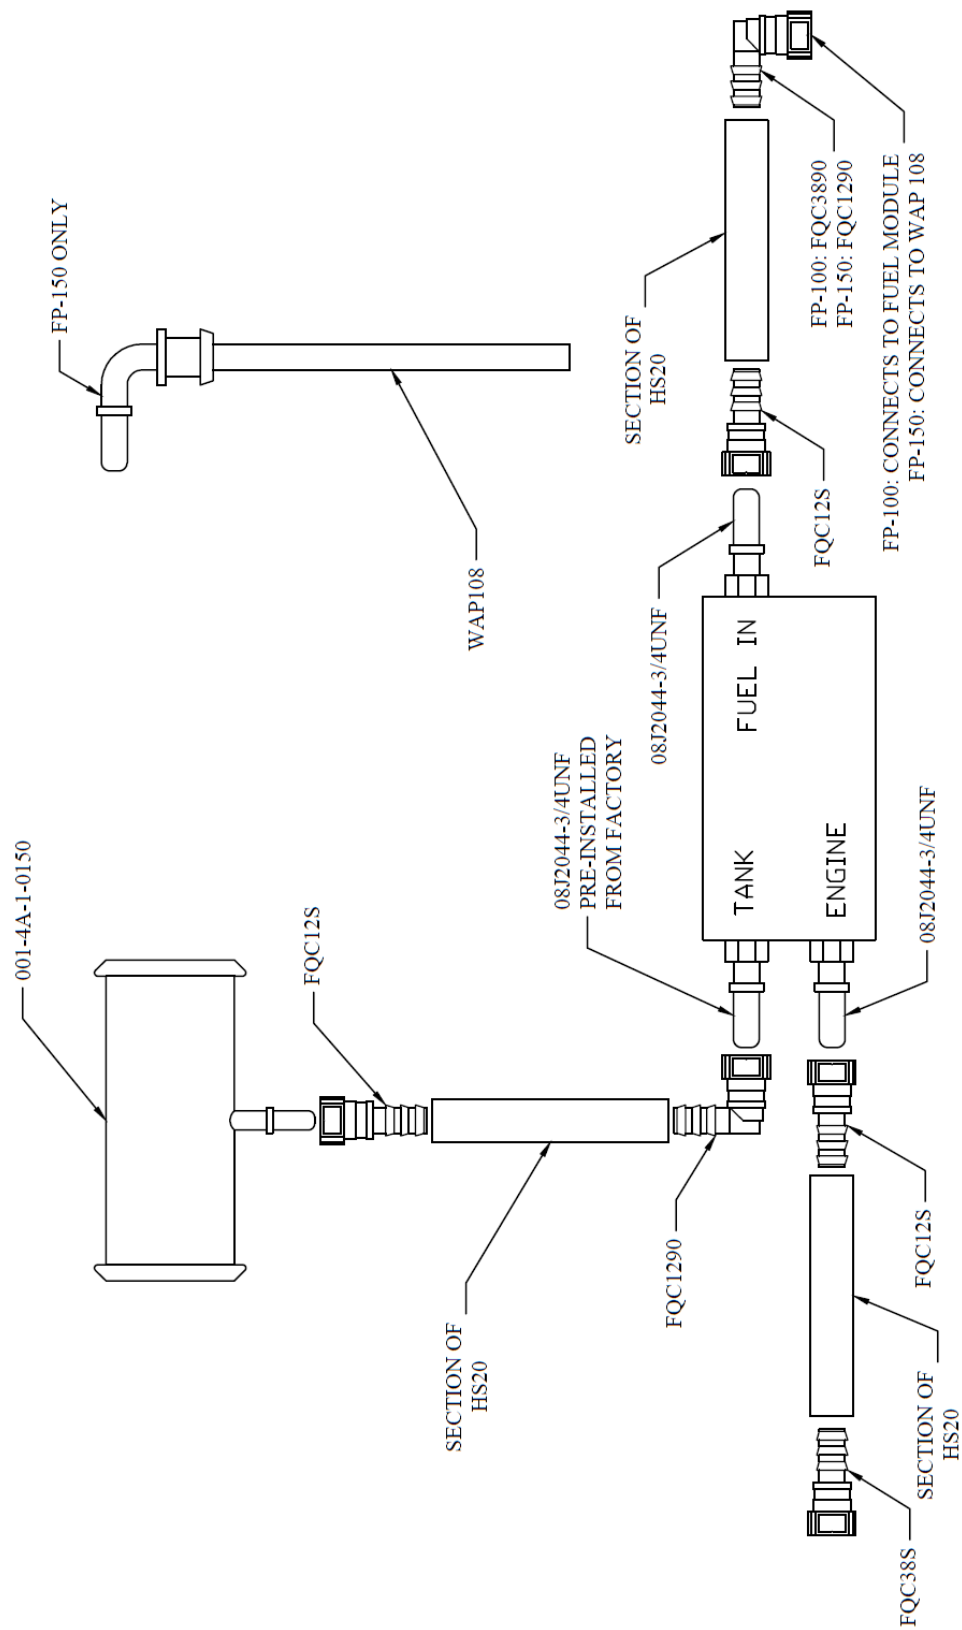 001-4A-1-0150
FQC12S
SECTION OF
HS20
FQC1290
08J2044-3/4UNF
PRE-INSTALLED
FROM FACTORY
TANK
FUEL IN
ENGINE
08J2044-3/4UNF
08J2044-3/4UNF
FQC12S
SECTION OF
HS20
FQC38S
FP-150 ONLY
WAP108
SECTION OF
HS20
FQC12S
FP-100: FQC3890
FP-150: FQC1290
FP-100: CONNECTS TO FUEL MODULE
FP-150: CONNECTS TO WAP 108